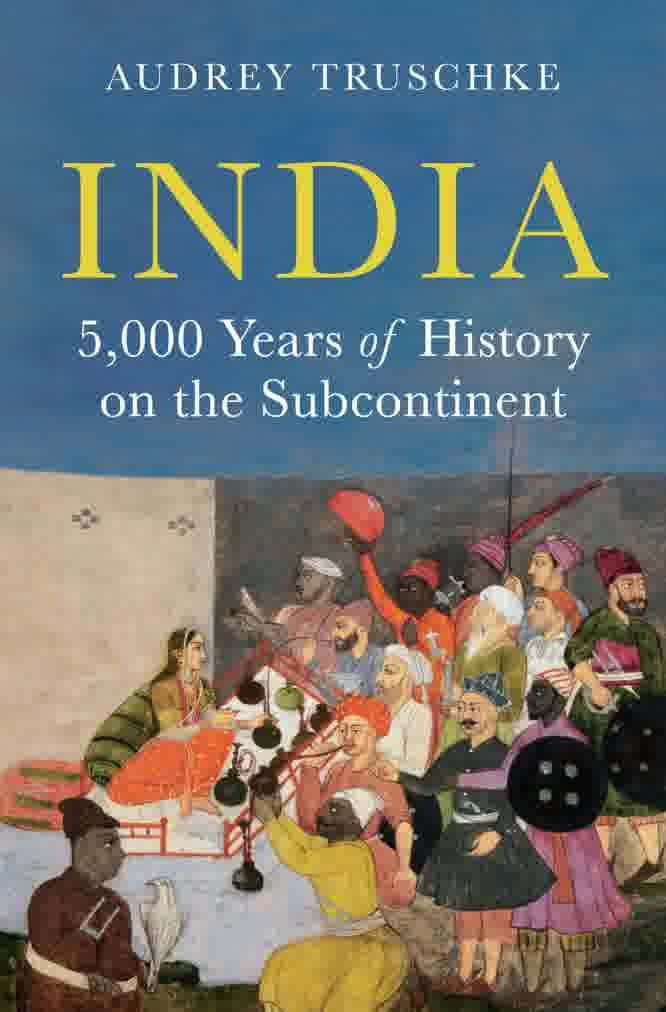 AUDREY TRUSCHKE
INDIA
5,000 Years of History
on the Subcontinent